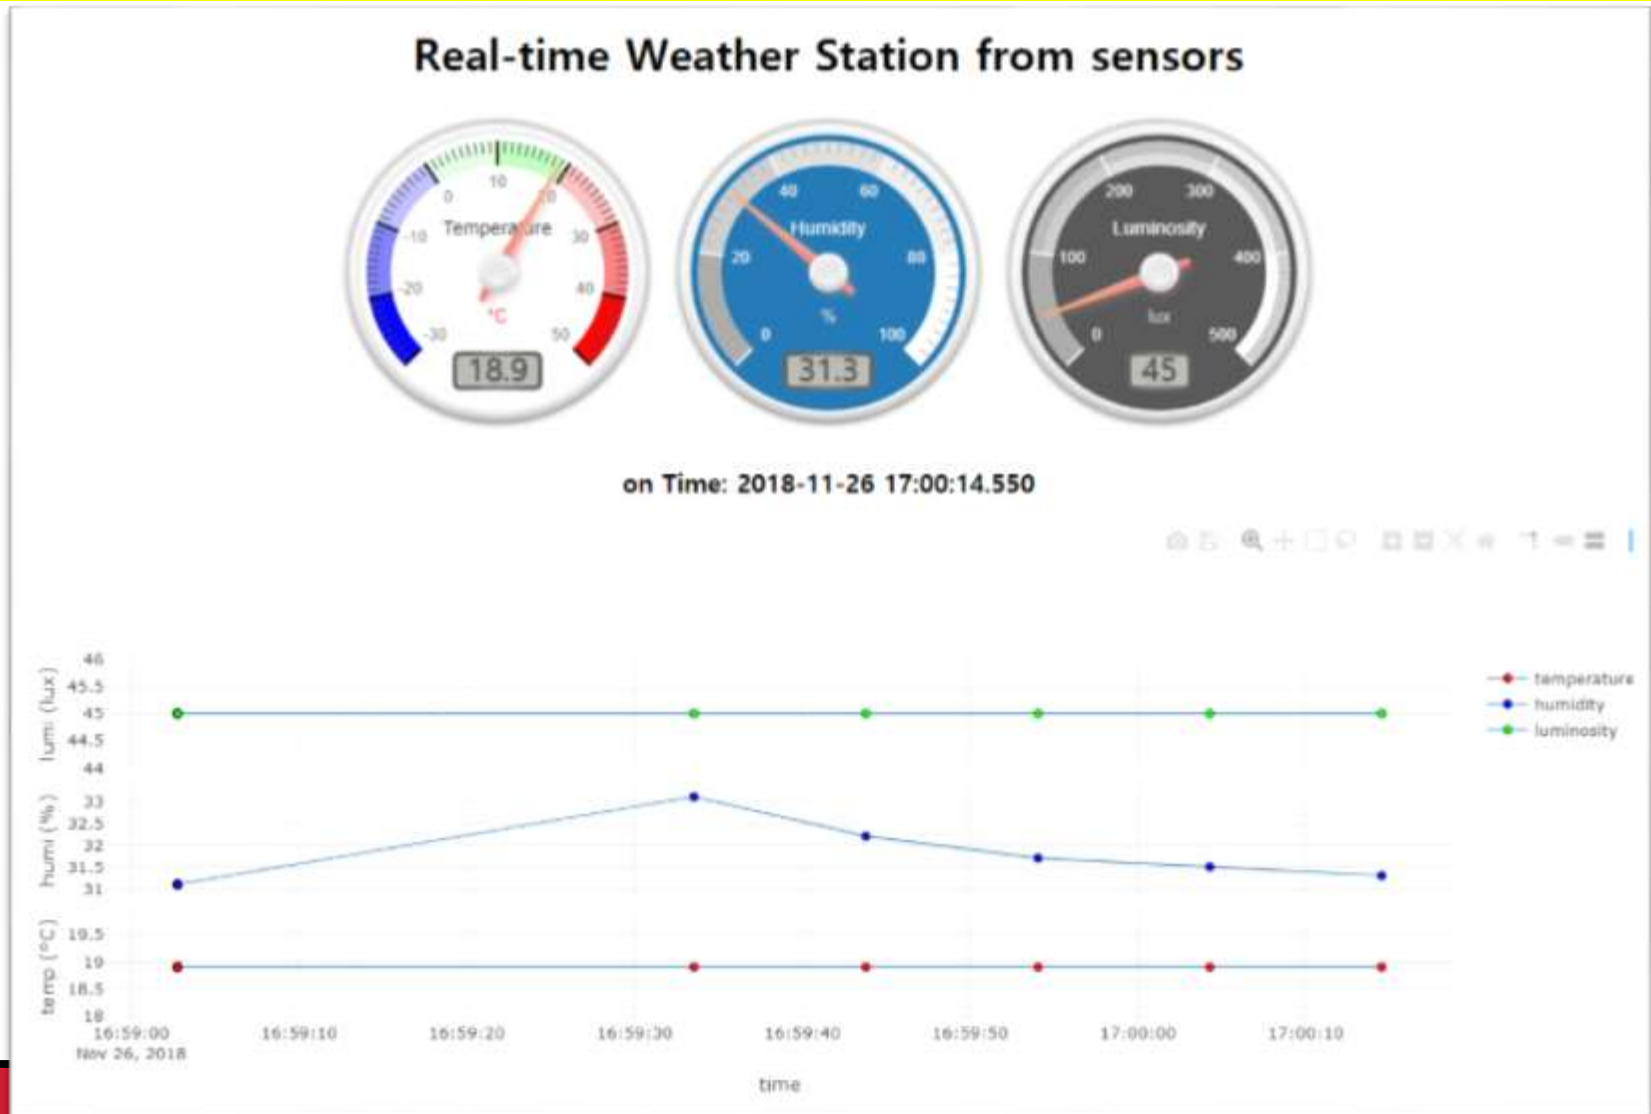 Real-time Weather Station from sensors
-30
-20
-10
0
10
30
40
50
Temperature
°C
18.9
0
20
40
60
80
100
Humidity
%
31.3
0
100
200
300
400
500
Luminosity
lux
45
on Time: 2018-11-26 17:00:14.550
lumi (lux)
46
45.5
45
44.5
44
temperature
humidity
luminosity
humi (%)
33
32.5
32
31.5
31
temp (°C)
19.5
19
18.5
18
16:59:00 16:59:10 16:59:20 16:59:30 16:59:40 16:59:50 17:00:00 17:00:10
Nov 26, 2018
time